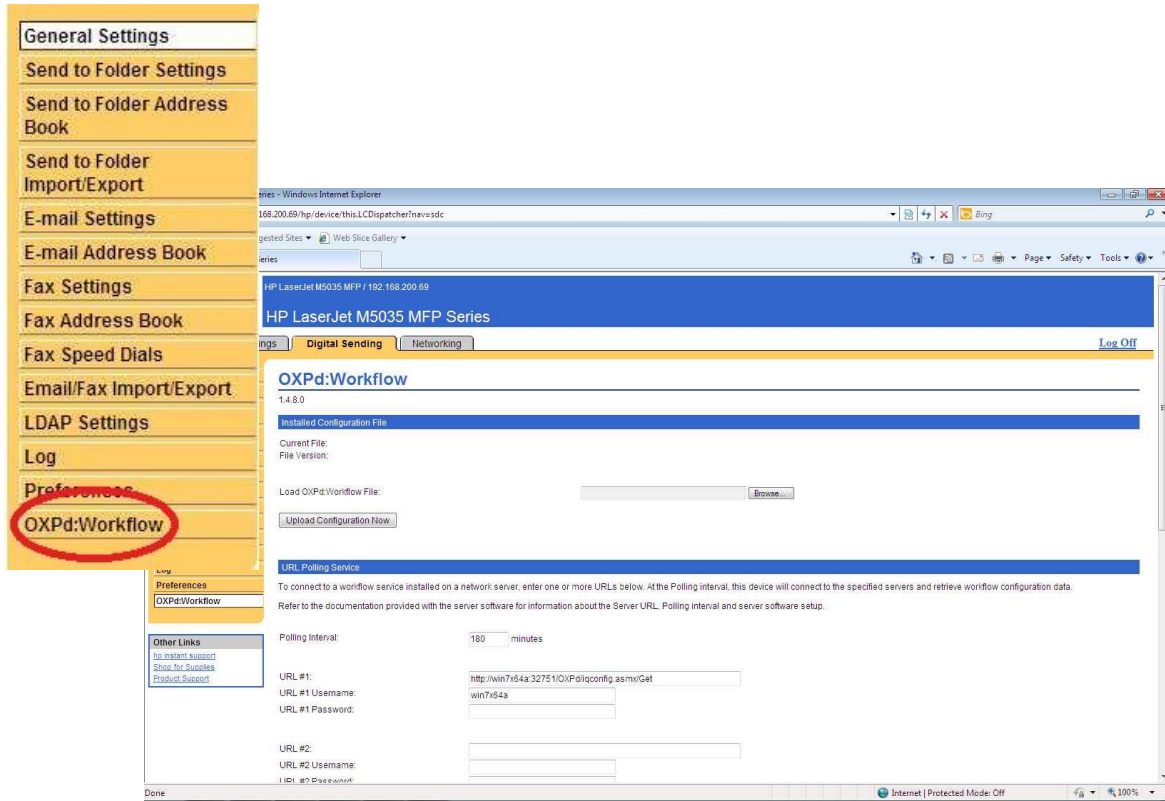 General Settings
Send to Folder Settings
Send to Folder Address
Book
Send to Folder
Import/Export
E-mail Settings
E-mail Address Book
Fax Settings
Fax Address Book
Fax Speed Dials
Email/Fax Import/Export
LDAP Settings
Log
Preferences
OXPd:Workflow
eries - Windows Internet Explorer
168.200.69/hp/device/this.LCDispatcher?nav=sdc
Bing
gested Sites Web Slice Gallery
eries
Page Safety Tools
HP LaserJet M5035 MFP / 192.168.200.69
HP LaserJet M5035 MFP Series
ngs Digital Sending Networking Log Off
OXPd:Workflow
1.4.8.0
Installed Configuration File
Current File:
File Version:
Load OXPd:Workflow File: Browse...
Upload Configuration Now
URL Polling Service
To connect to a workflow service installed on a network server, enter one or more URLs below. At the Polling interval, this device will connect to the specified servers and retrieve workflow configuration data.
Refer to the documentation provided with the server software for information about the Server URL, Polling interval and server software setup.
Log
Preferences
OXPd:Workflow
Other Links
hp instant support
Shop for Supplies
Product Support
Polling Interval: 180 minutes
URL #1: http://win7x64a:32751/OXPd/iqconfig.asmx/Get
URL #1 Username: win7x64a
URL #1 Password:
URL #2:
URL #2 Username:
URL #2 Password:
Done Internet | Protected Mode: Off 100%